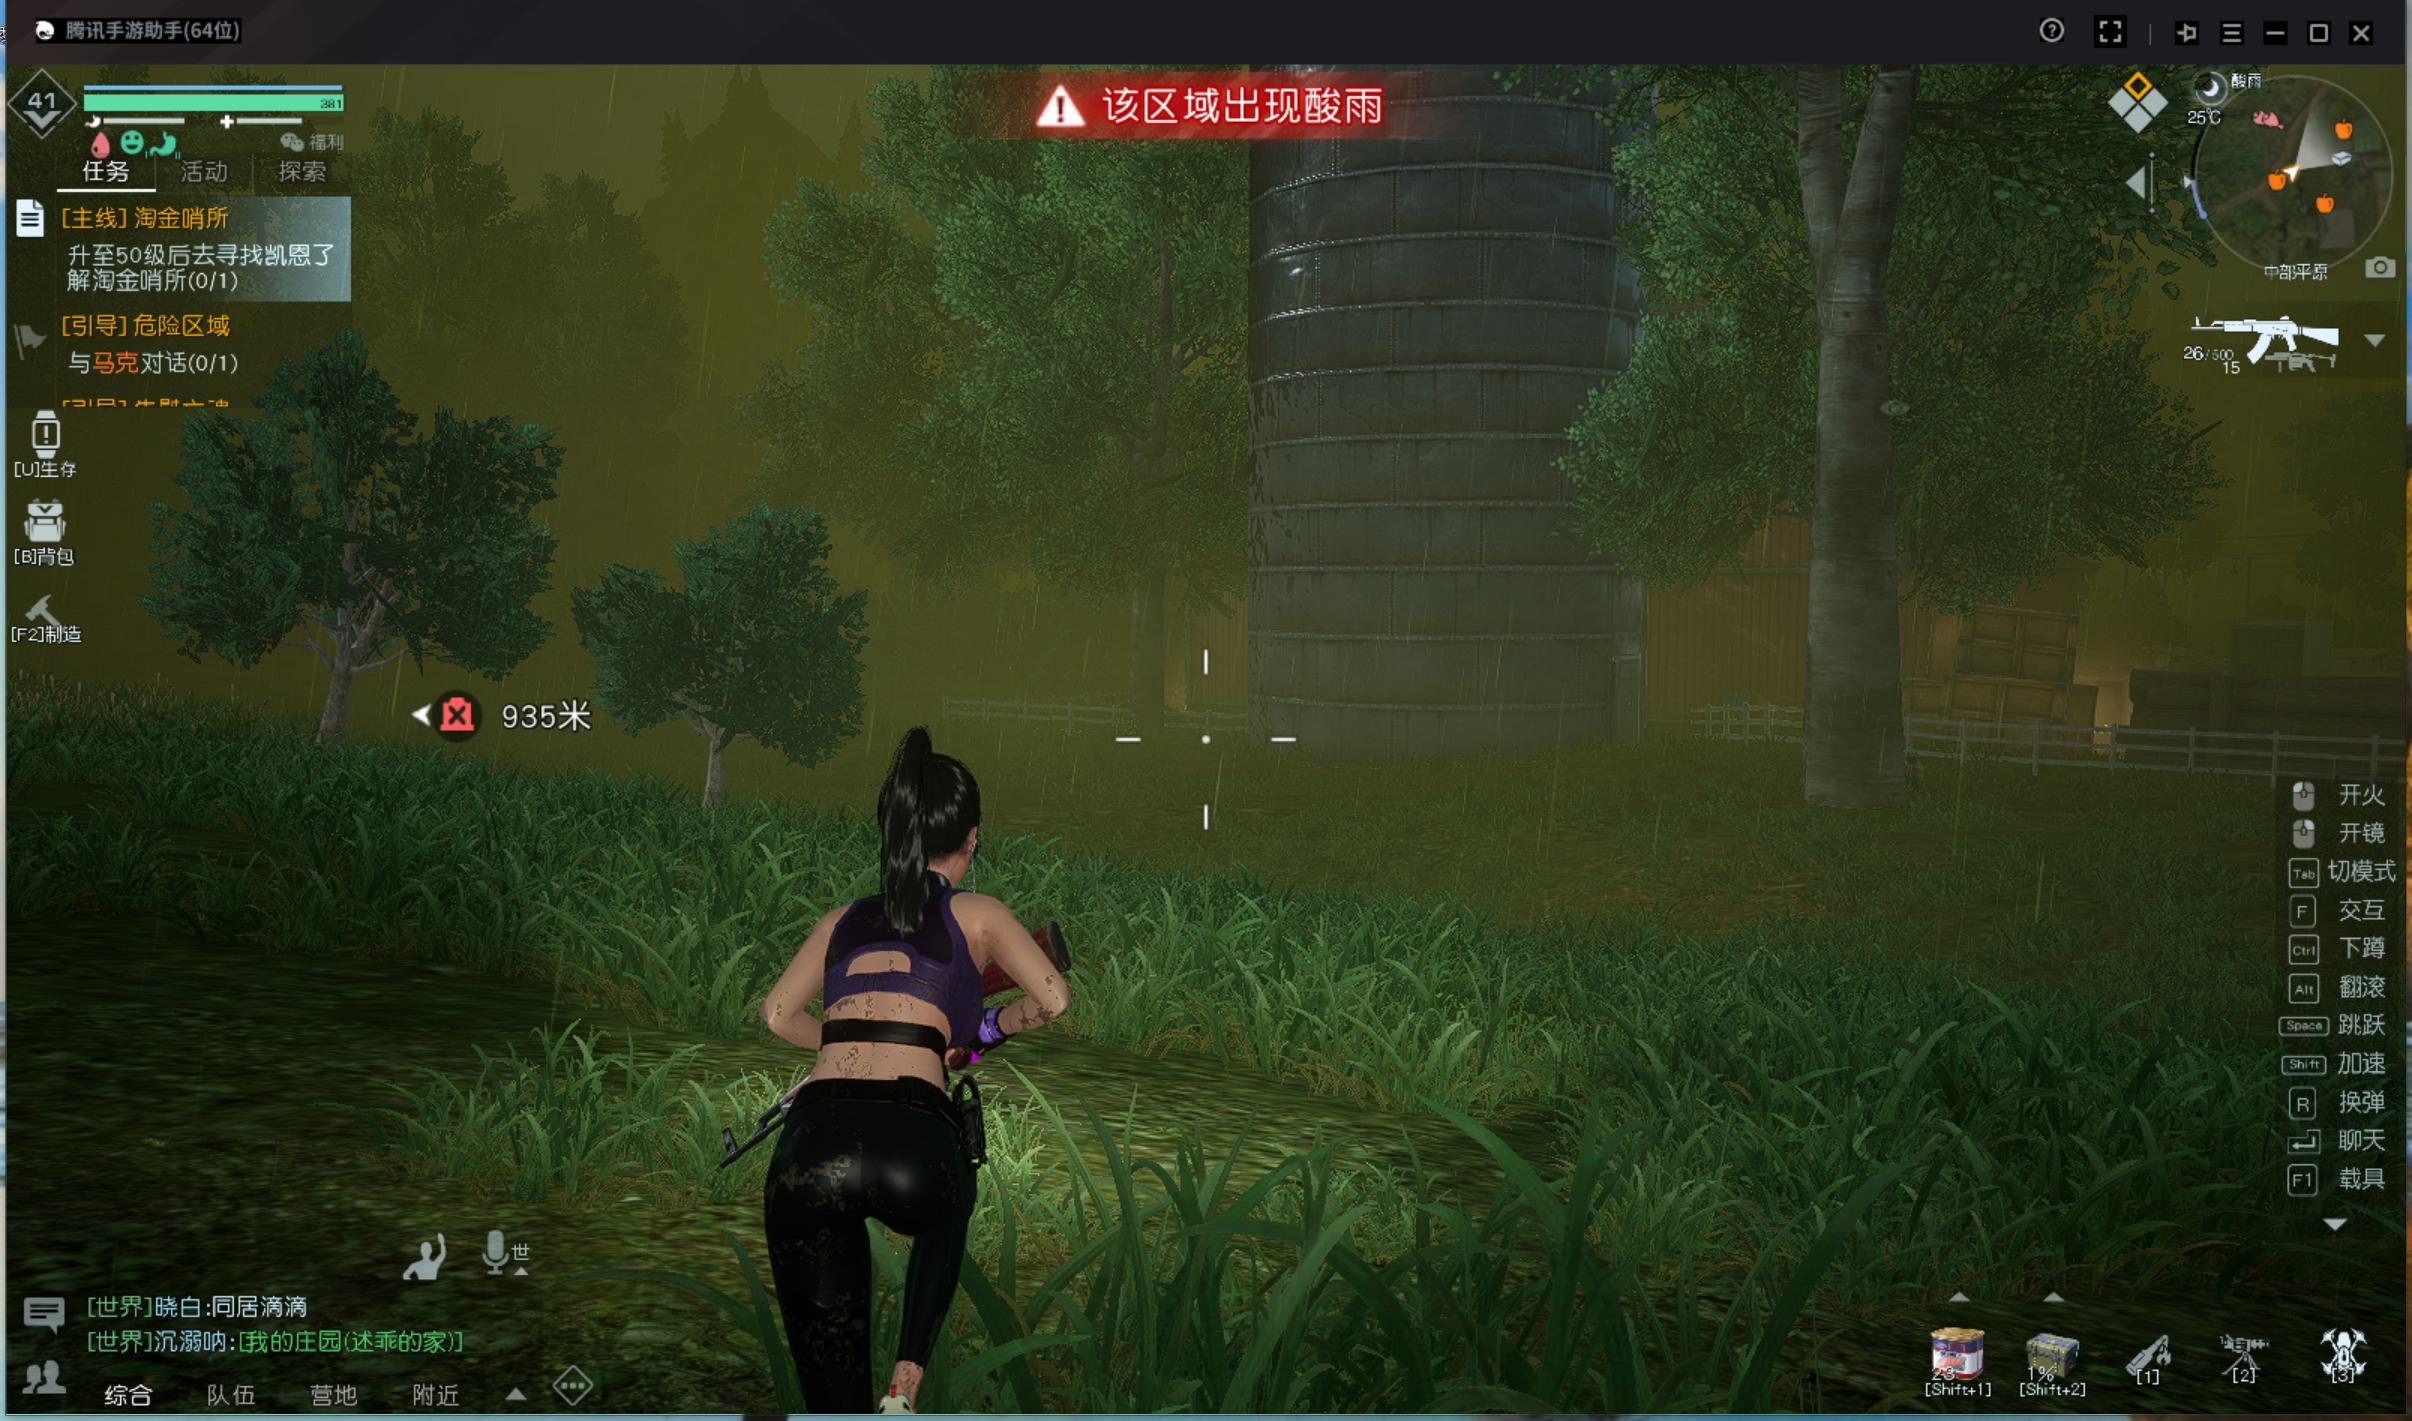 腾讯手游助手(64位)
41
381
福利
任务
活动
探索
[主线] 淘金哨所
升至50级后去寻找凯恩了
解淘金哨所(0/1)
[引导] 危险区域
与马克对话(0/1)
[U]生存
[B]背包
[F2]制造
该区域出现酸雨
酸雨
25℃
中部平原
26/500
15
935米
开火
开镜
Tab 切模式
F 交互
Ctrl 下蹲
Alt 翻滚
Space 跳跃
Shift 加速
R 换弹
聊天
F1 载具
世
[世界]晓白:同居滴滴
[世界]沉溺呐:[我的庄园(述乖的家)]
综合
队伍
营地
附近
23
[Shift+1]
1%
[Shift+2]
[1]
[2]
[3]